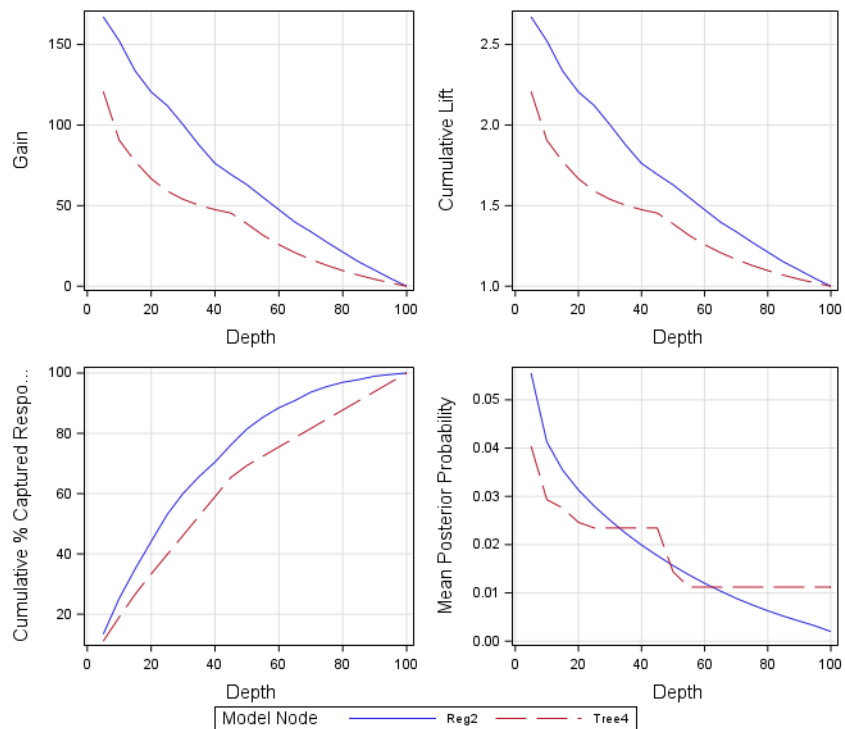 150
100
50
0
Gain
0 20 40 60 80 100
Depth
2.5
2.0
1.5
1.0
Cumulative Lift
0 20 40 60 80 100
Depth
100
80
60
40
20
Cumulative % Captured Respo...
0 20 40 60 80 100
Depth
0.05
0.04
0.03
0.02
0.01
0.00
Mean Posterior Probability
0 20 40 60 80 100
Depth
Model Node Reg2 Tree4